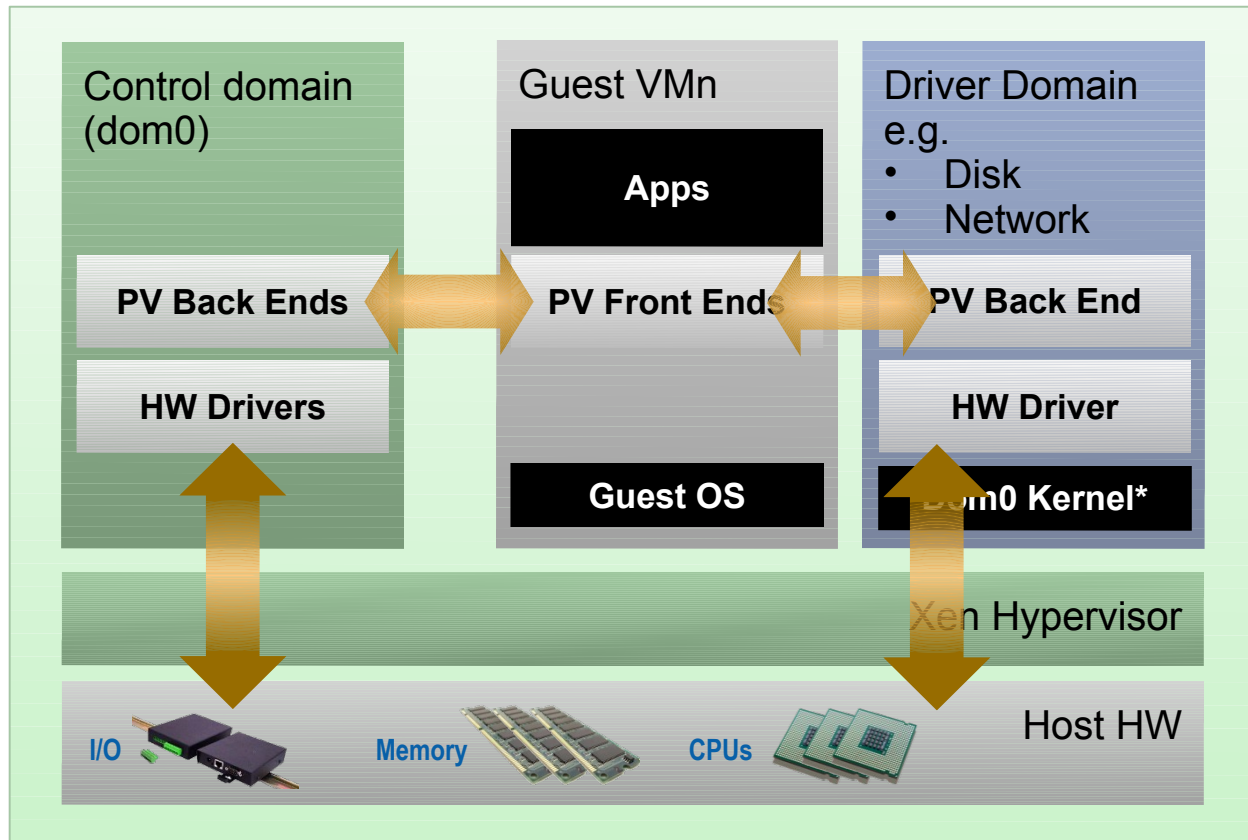 Control domain
(dom0)
PV Back Ends
HW Drivers
Guest VMn
Apps
PV Front Ends
Guest OS
Driver Domain
e.g.
• Disk
• Network
PV Back End
HW Driver
Dom0 Kernel*
Xen Hypervisor
Host HW
I/O
Memory
CPUs